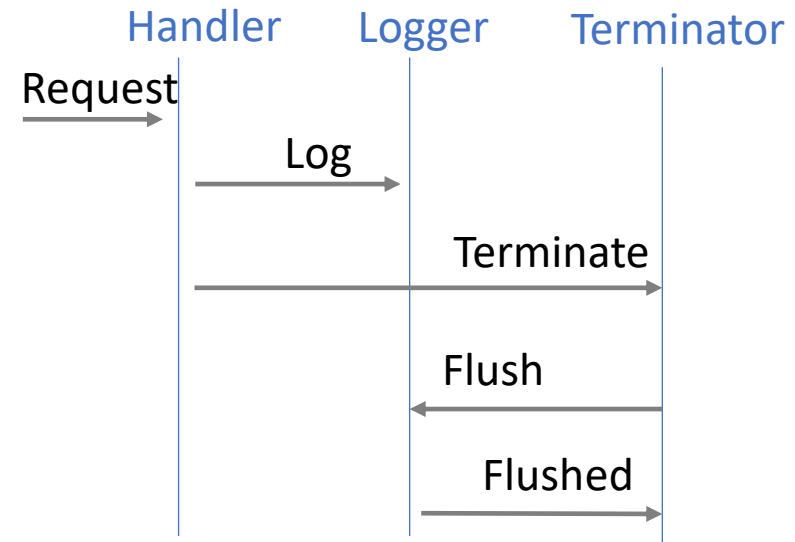 Handler Logger Terminator
Request
Log
Terminate
Flush
Flushed